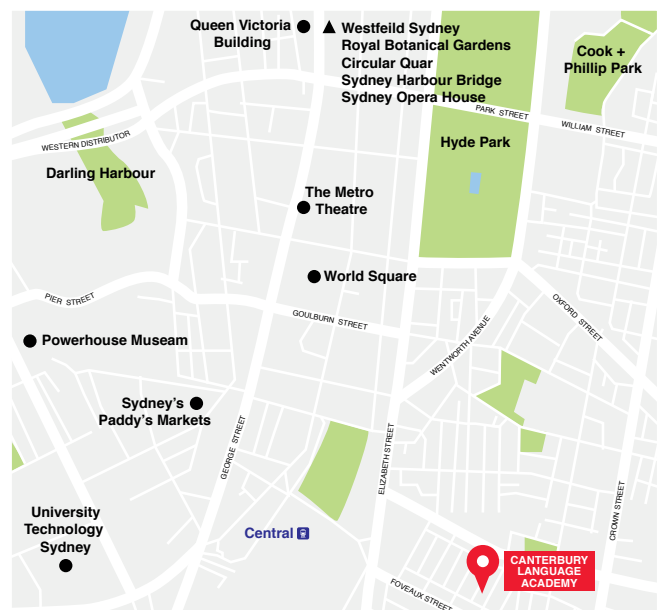 Queen Victoria
Building
Westfeild Sydney
Royal Botanical Gardens
Circular Quar
Sydney Harbour Bridge
Sydney Opera House
Cook +
Phillip Park
PARK STREET
WILLIAM STREET
WESTERN DISTRIBUTOR
Hyde Park
Darling Harbour
The Metro
Theatre
World Square
PIER STREET
GOULBURN STREET
OXFORD STREET
WENTWORTH AVENUE
Powerhouse Museam
Sydney's
Paddy's Markets
GEORGE STREET
ELIZABETH STREET
CROWN STREET
University
Technology
Sydney
Central
CANTERBURY
LANGUAGE
ACADEMY
FOVEAUX STREET